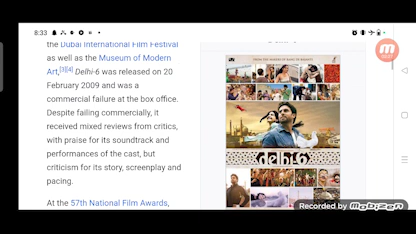 8:33
the Dubai International Film Festival
as well as the Museum of Modern
Art,[3][4] Delhi-6 was released on 20
February 2009 and was a
commercial failure at the box office.
Despite failing commercially, it
received mixed reviews from critics,
with praise for its soundtrack and
performances of the cast, but
criticism for its story, screenplay and
pacing.
At the 57th National Film Awards,
delhi-6
Recorded by Mobizen